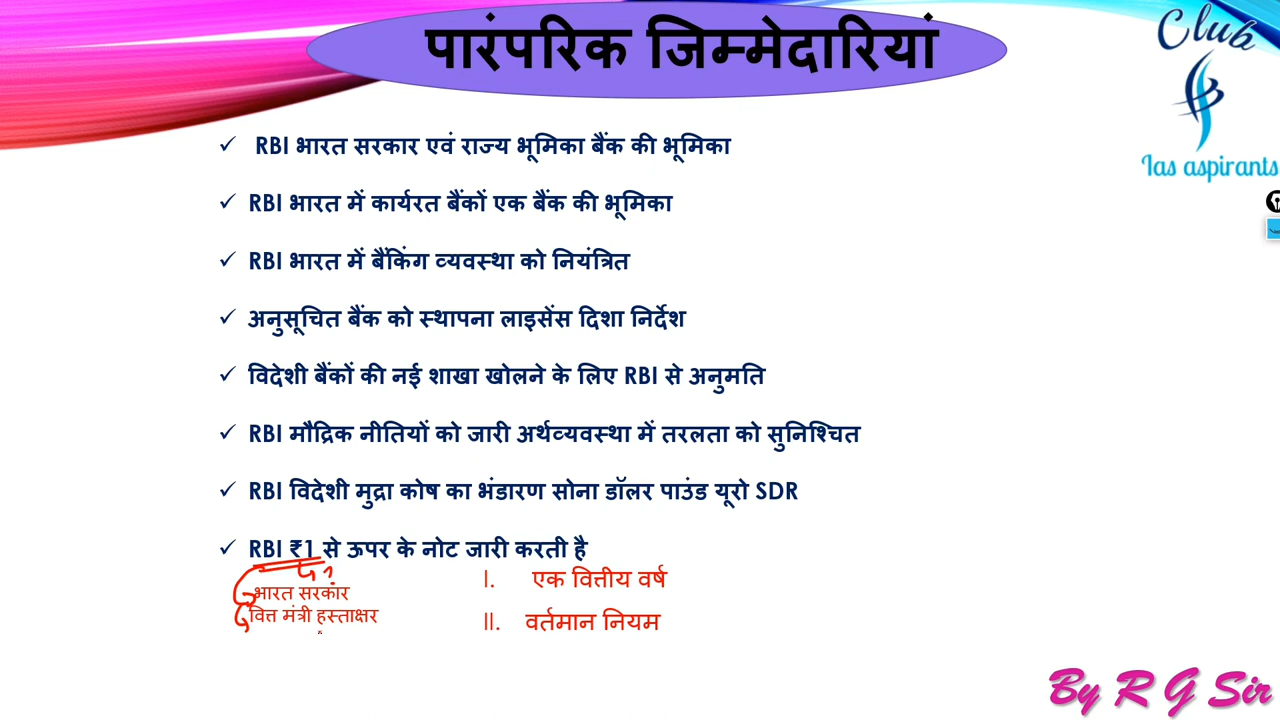 पारंपरिक जिम्मेदारियां
Club
Ias aspirants
✓ RBI भारत सरकार एवं राज्य भूमिका बैंक की भूमिका
✓ RBI भारत में कार्यरत बैंकों एक बैंक की भूमिका
✓ RBI भारत में बैंकिंग व्यवस्था को नियंत्रित
✓ अनुसूचित बैंक को स्थापना लाइसेंस दिशा निर्देश
✓ विदेशी बैंकों की नई शाखा खोलने के लिए RBI से अनुमति
✓ RBI मौद्रिक नीतियों को जारी अर्थव्यवस्था में तरलता को सुनिश्चित
✓ RBI विदेशी मुद्रा कोष का भंडारण सोना डॉलर पाउंड यूरो SDR
✓ RBI ₹1 से ऊपर के नोट जारी करती है
भारत सरकार
वित्त मंत्री हस्ताक्षर
I. एक वित्तीय वर्ष
II. वर्तमान नियम
By R G Sir